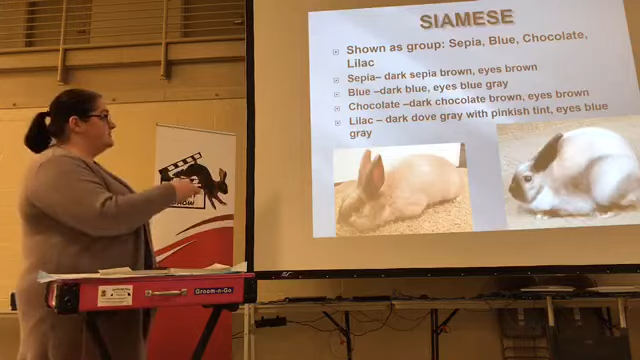 SIAMESE
Shown as group: Sepia, Blue, Chocolate,
Lilac
Sepia– dark sepia brown, eyes brown
Blue –dark blue, eyes blue gray
Chocolate –dark chocolate brown, eyes brown
Lilac – dark dove gray with pinkish tint, eyes blue
gray
Groom-n-Go